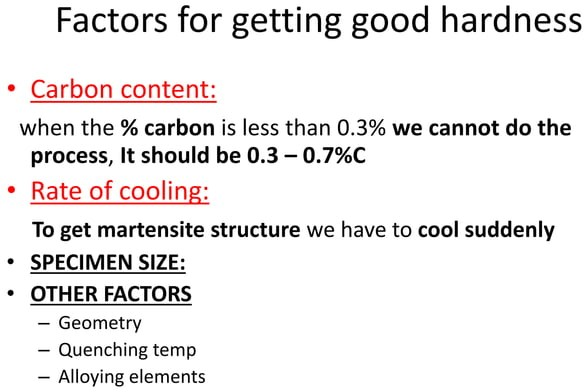 Factors for getting good hardness
• Carbon content:
when the % carbon is less than 0.3% we cannot do the
process, It should be 0.3 – 0.7%C
• Rate of cooling:
To get martensite structure we have to cool suddenly
• SPECIMEN SIZE:
• OTHER FACTORS
– Geometry
– Quenching temp
– Alloying elements